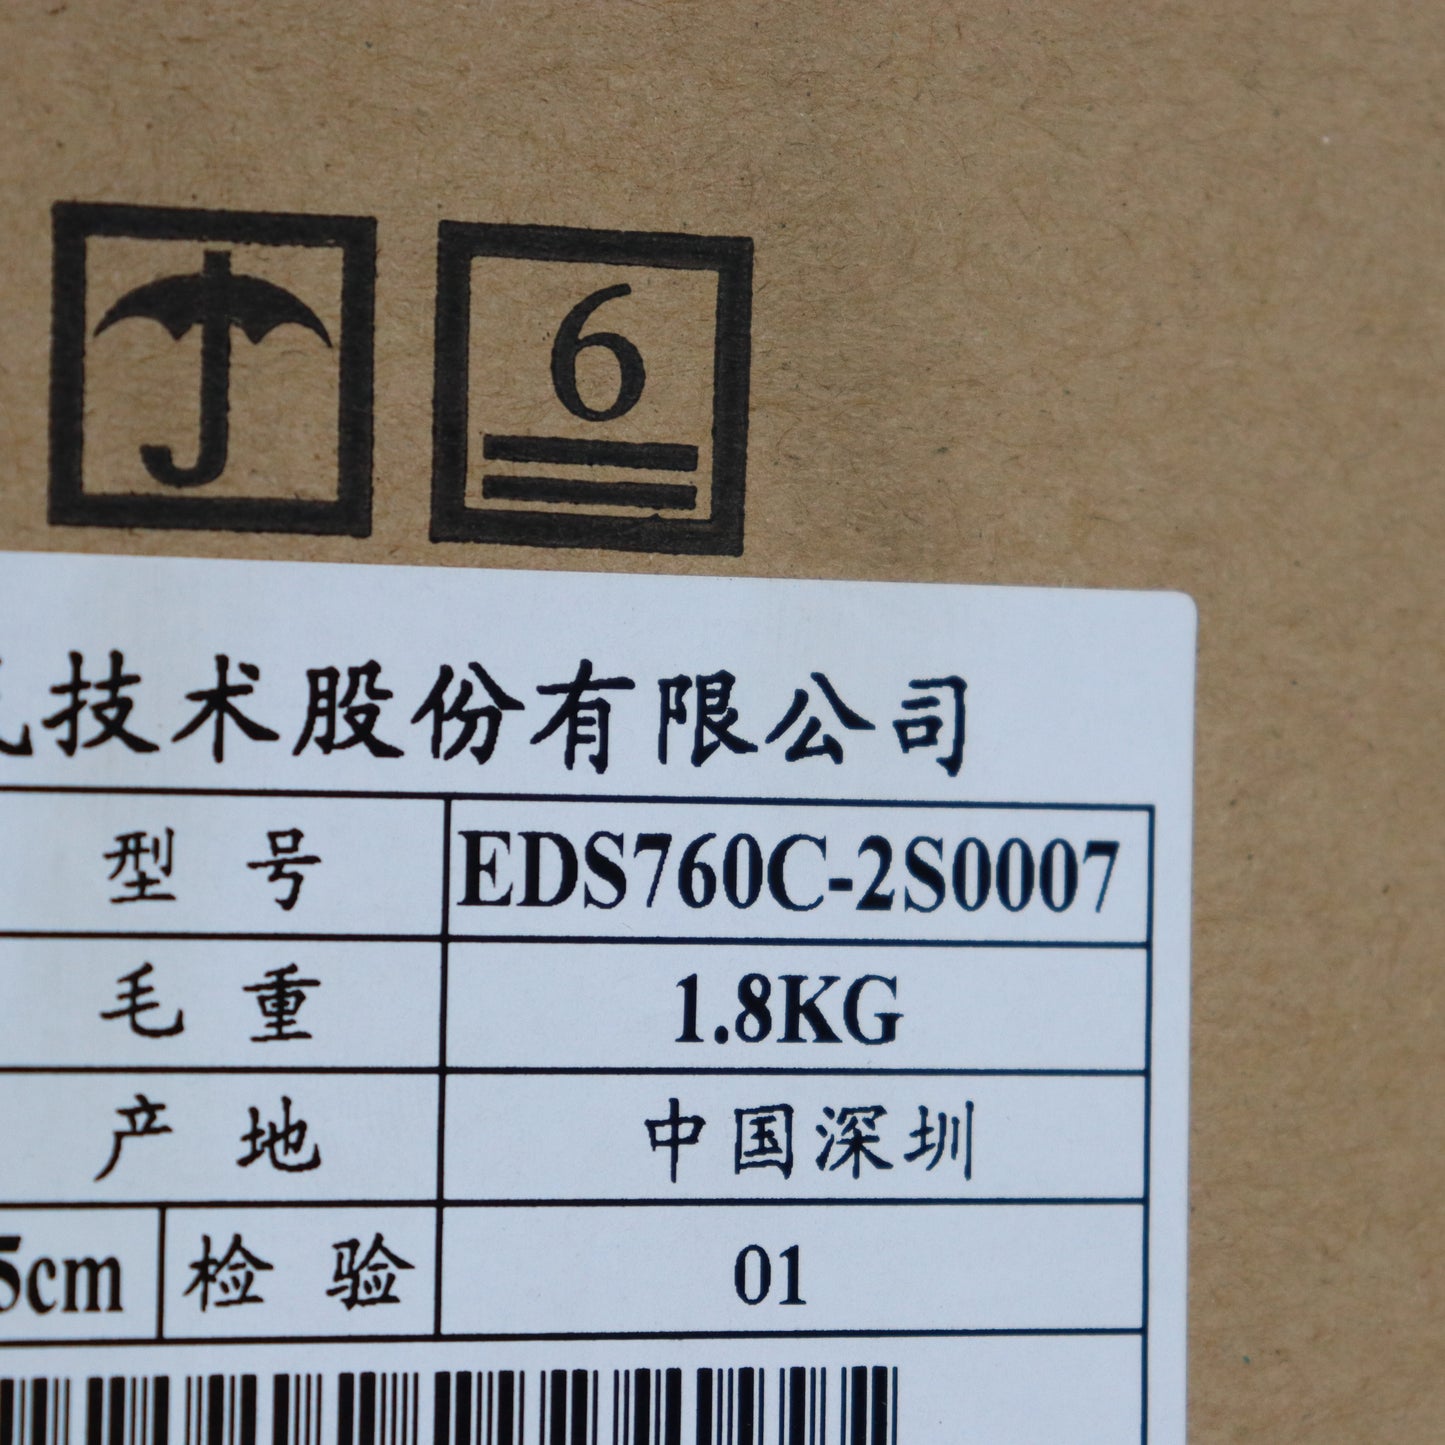 6
技术股份有限公司
型号 EDS760C-2S0007
毛重 1.8KG
产地 中国深圳
5cm 检验 01